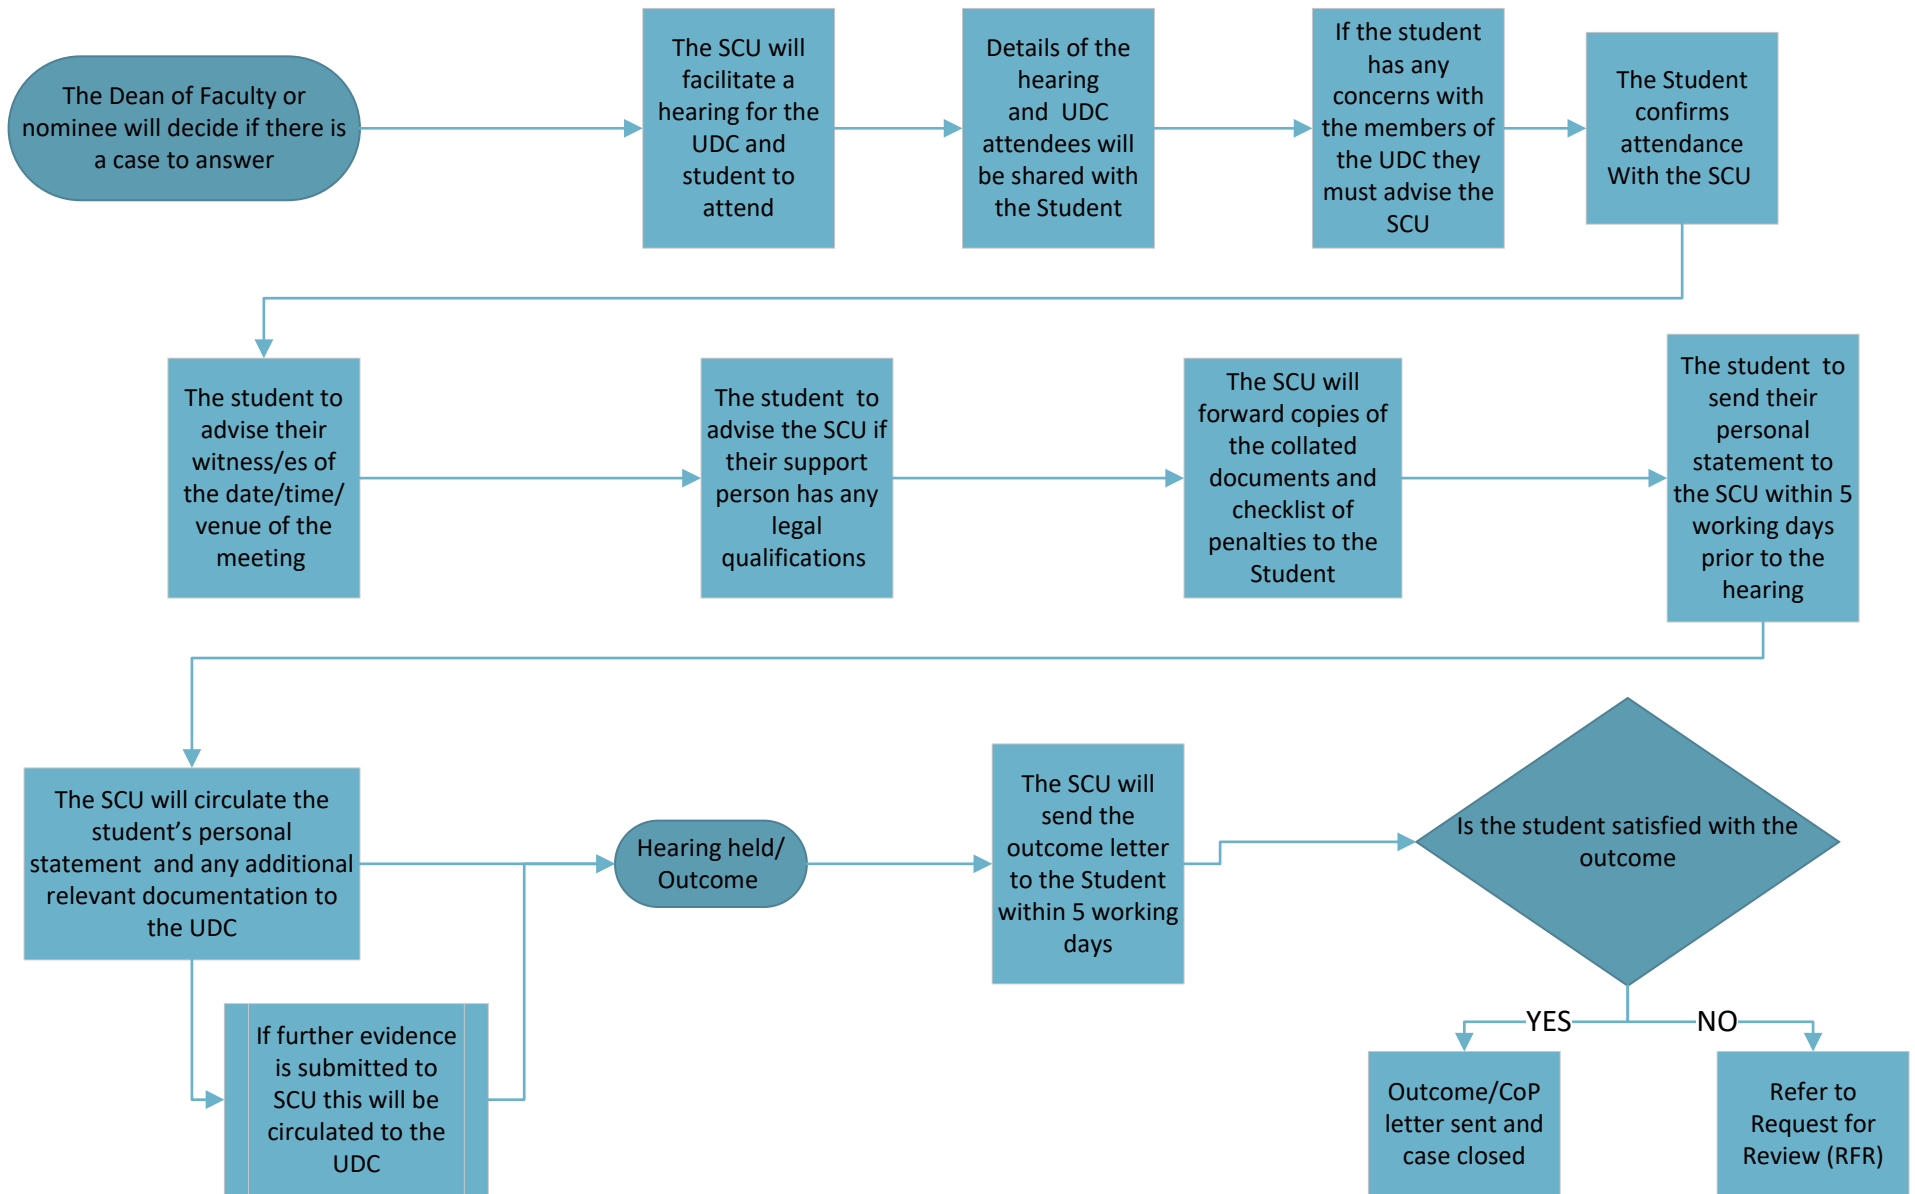 The Dean of Faculty or
nominee will decide if there is
a case to answer
The SCU will
facilitate a
hearing for the
UDC and
student to
attend
Details of the
hearing
and UDC
attendees will
be shared with
the Student
If the student
has any
concerns with
the members of
the UDC they
must advise the
SCU
The Student
confirms
attendance
With the SCU
The student to
advise their
witness/es of
the date/time/
venue of the
meeting
The student to
advise the SCU if
their support
person has any
legal
qualifications
The SCU will
forward copies of
the collated
documents and
checklist of
penalties to the
Student
The student to
send their
personal
statement to
the SCU within 5
working days
prior to the
hearing
The SCU will circulate the
student’s personal
statement and any additional
relevant documentation to
the UDC
If further evidence
is submitted to
SCU this will be
circulated to the
UDC
Hearing held/
Outcome
The SCU will
send the
outcome letter
to the Student
within 5 working
days
Is the student satisfied with the
outcome
YES
NO
Outcome/CoP
letter sent and
case closed
Refer to
Request for
Review (RFR)